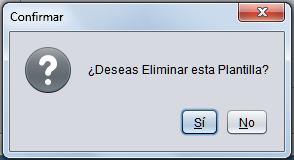 Confirmar
¿Deseas Eliminar esta Plantilla?
Sí No